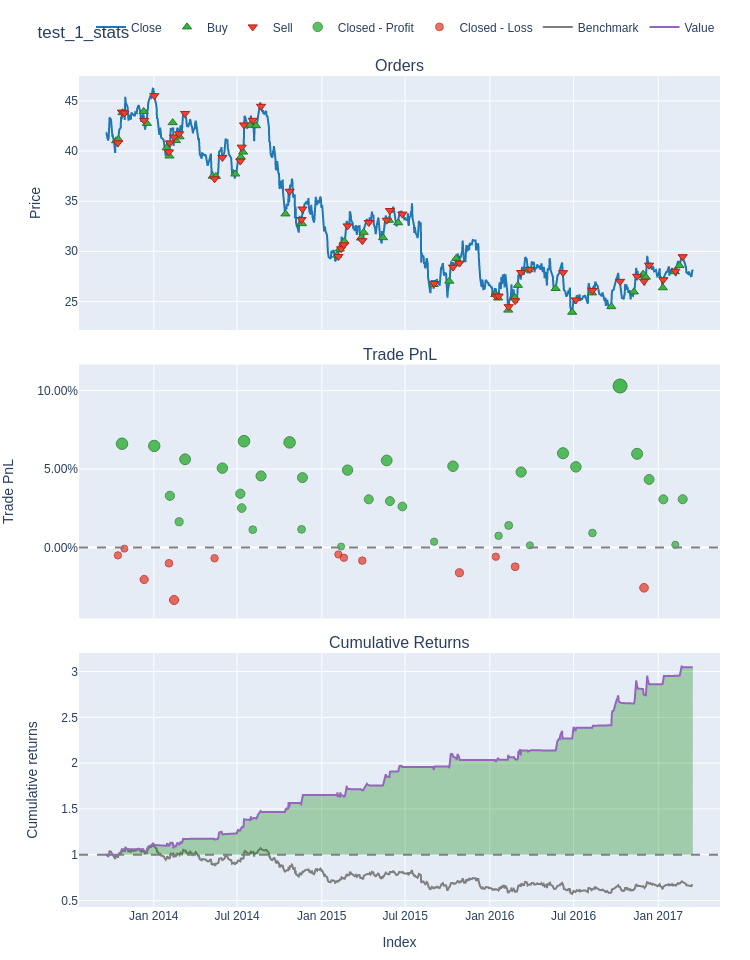 test_1_stats
Close Buy Sell Closed - Profit Closed - Loss Benchmark Value
Orders
45
40
35
30
25
Price
Trade PnL
10.00%
5.00%
0.00%
Trade PnL
Cumulative Returns
3
2.5
2
1.5
1
0.5
Cumulative returns
Jan 2014 Jul 2014 Jan 2015 Jul 2015 Jan 2016 Jul 2016 Jan 2017
Index